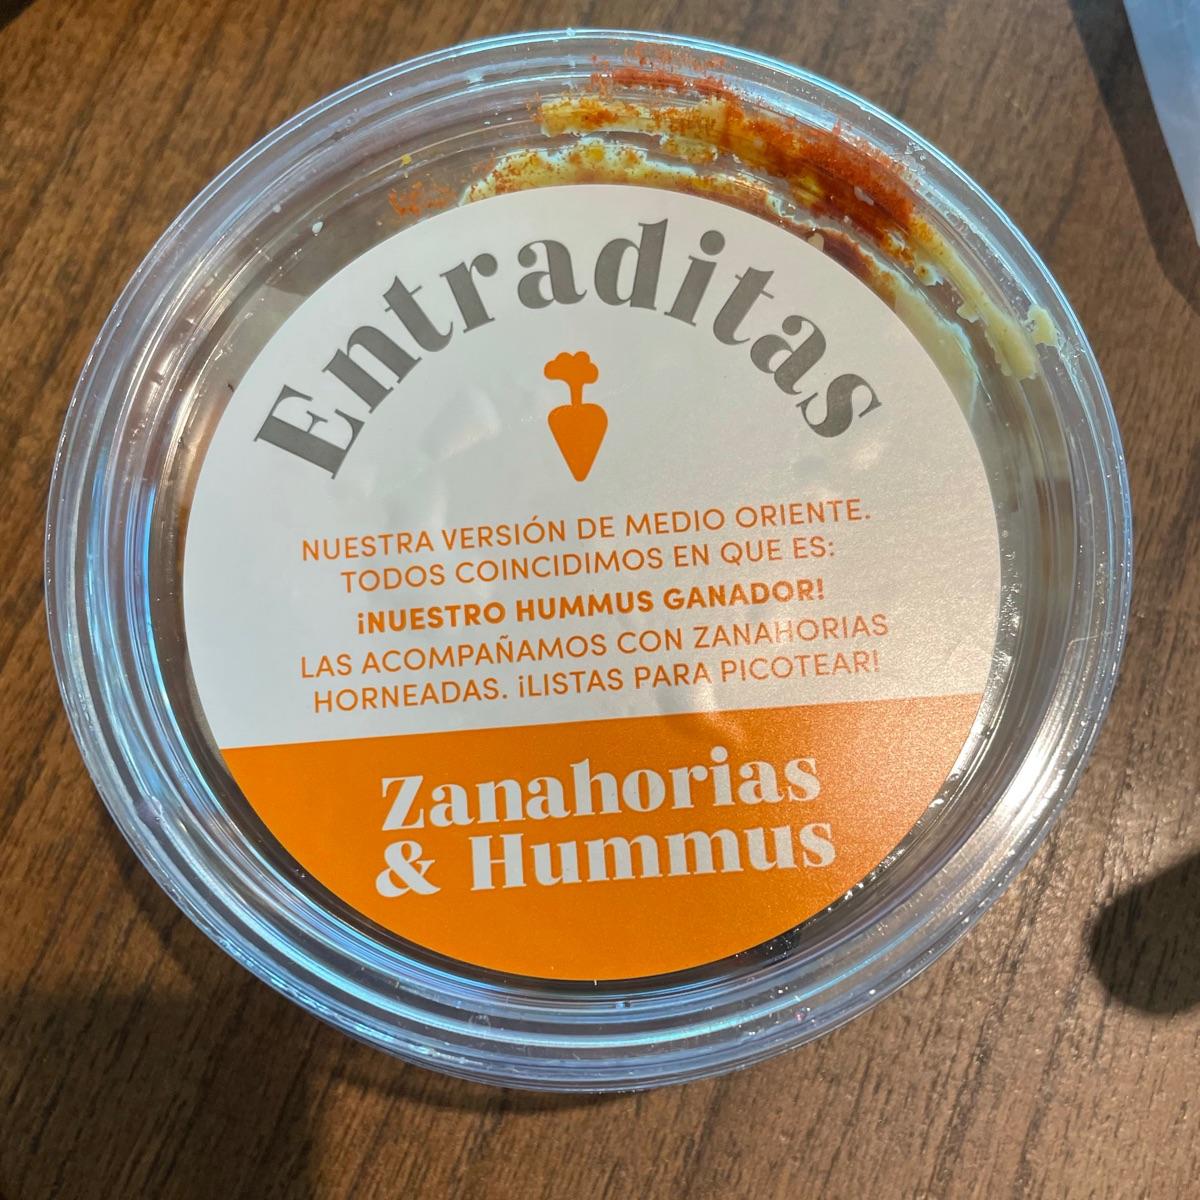 Entraditas
NUESTRA VERSIÓN DE MEDIO ORIENTE.
TODOS COINCIDIMOS EN QUE ES:
¡NUESTRO HUMMUS GANADOR!
LAS ACOMPAÑAMOS CON ZANAHORIAS
HORNEADAS. ¡LISTAS PARA PICOTEAR!
Zanahorias
& Hummus